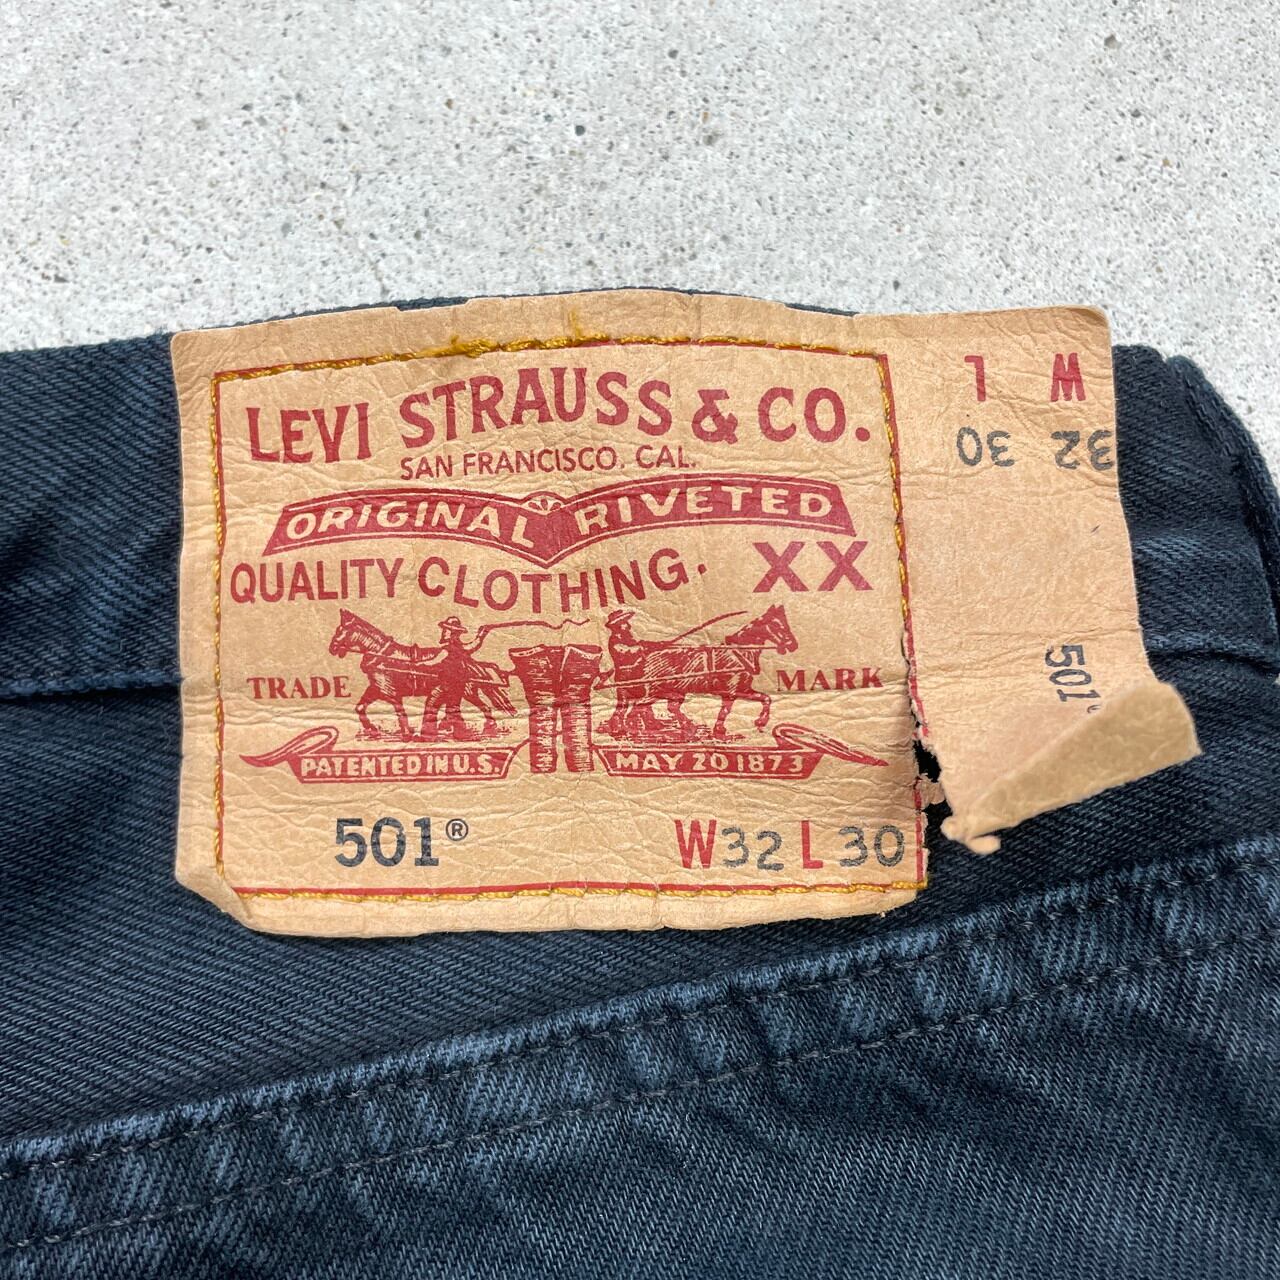 LEVI STRAUSS & CO.
SAN FRANCISCO, CAL.
ORIGINAL RIVETED
QUALITY CLOTHING. XX
TRADE MARK
PATENTED IN U.S. MAY 20 1873
501® W32 L30
W L
32 30
501